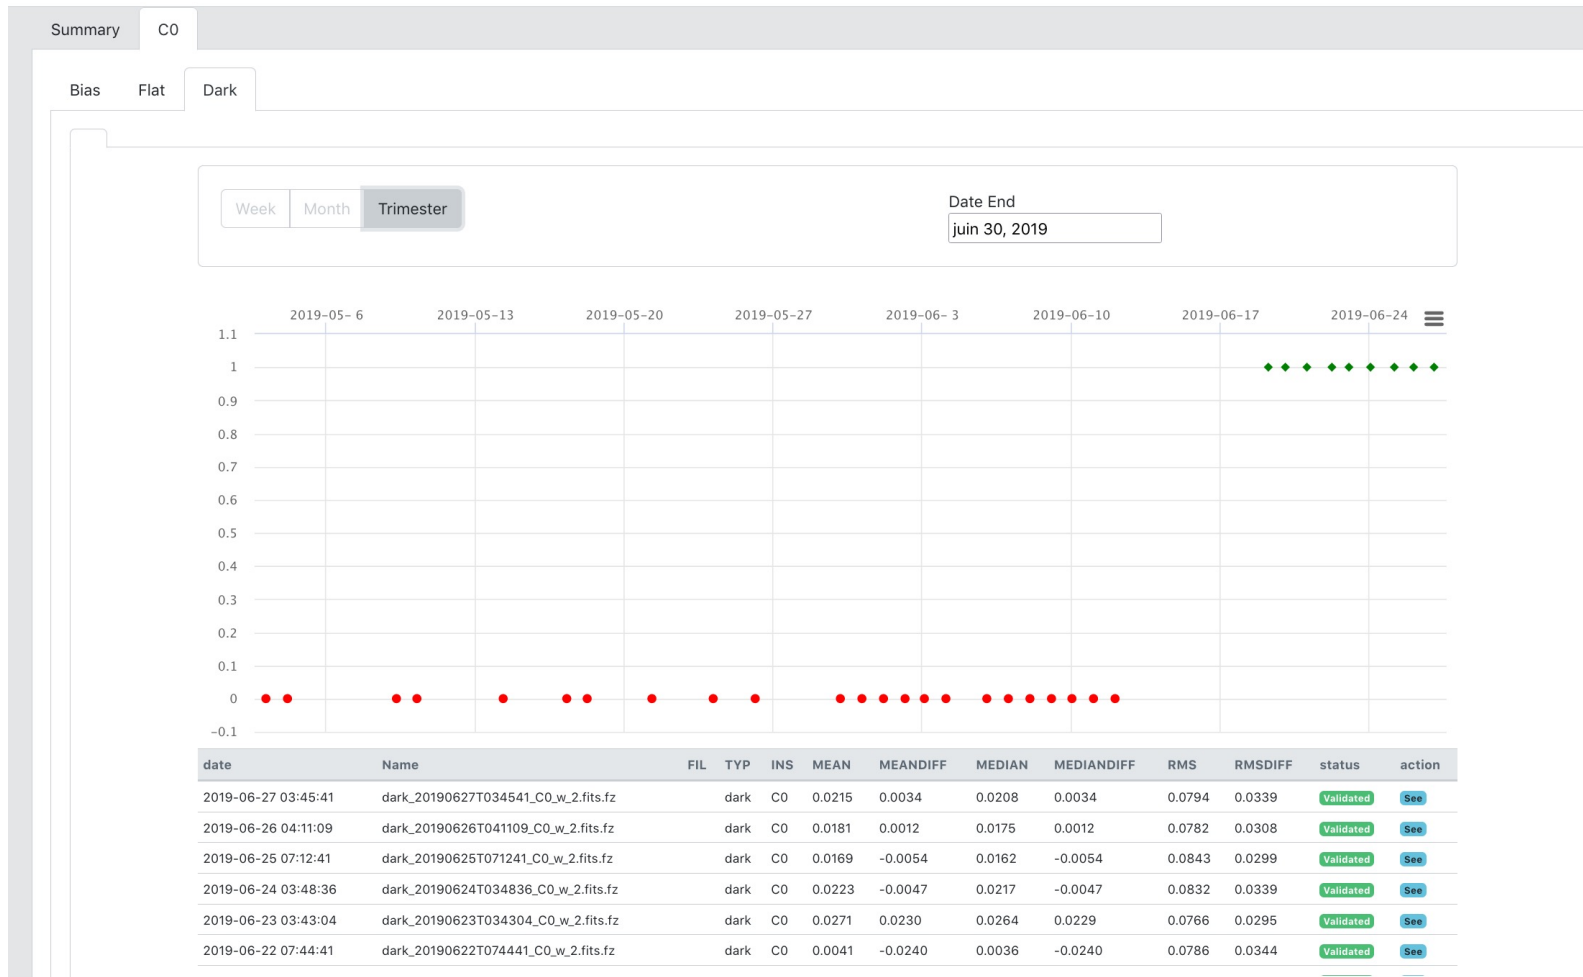 Summary C0
Bias Flat Dark
Week Month Trimester
Date End
juin 30, 2019
2019-05- 6 2019-05-13 2019-05-20 2019-05-27 2019-06- 3 2019-06-10 2019-06-17 2019-06-24
1.1
1
0.9
0.8
0.7
0.6
0.5
0.4
0.3
0.2
0.1
0
-0.1
date Name FIL TYP INS MEAN MEANDIFF MEDIAN MEDIANDIFF RMS RMSDIFF status action
2019-06-27 03:45:41 dark_20190627T034541_C0_w_2.fits.fz dark C0 0.0215 0.0034 0.0208 0.0034 0.0794 0.0339 Validated See
2019-06-26 04:11:09 dark_20190626T041109_C0_w_2.fits.fz dark C0 0.0181 0.0012 0.0175 0.0012 0.0782 0.0308 Validated See
2019-06-25 07:12:41 dark_20190625T071241_C0_w_2.fits.fz dark C0 0.0169 -0.0054 0.0162 -0.0054 0.0843 0.0299 Validated See
2019-06-24 03:48:36 dark_20190624T034836_C0_w_2.fits.fz dark C0 0.0223 -0.0047 0.0217 -0.0047 0.0832 0.0339 Validated See
2019-06-23 03:43:04 dark_20190623T034304_C0_w_2.fits.fz dark C0 0.0271 0.0230 0.0264 0.0229 0.0766 0.0295 Validated See
2019-06-22 07:44:41 dark_20190622T074441_C0_w_2.fits.fz dark C0 0.0041 -0.0240 0.0036 -0.0240 0.0786 0.0344 Validated See